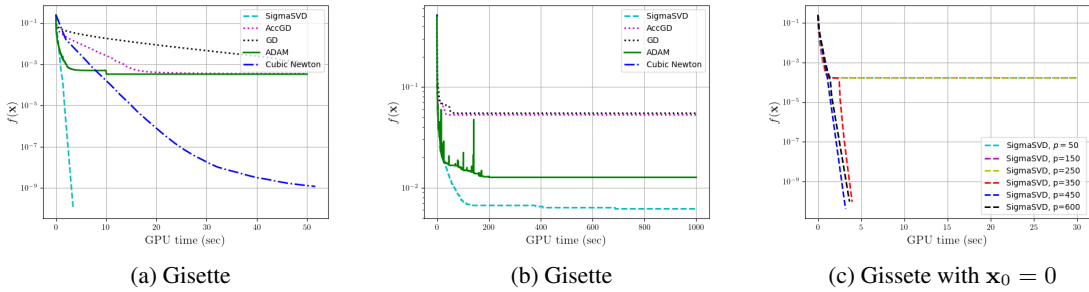 SigmaSVD
AccGD
GD
ADAM
Cubic Newton
10⁻¹
10⁻³
10⁻⁵
10⁻⁷
10⁻⁹
f(x)
0 10 20 30 40 50
GPU time (sec)
(a) Gisette
SigmaSVD
AccGD
GD
ADAM
Cubic Newton
10⁻¹
10⁻²
f(x)
0 200 400 600 800 1000
GPU time (sec)
(b) Gisette
10⁻¹
10⁻³
10⁻⁵
10⁻⁷
10⁻⁹
f(x)
SigmaSVD, p = 50
SigmaSVD, p=150
SigmaSVD, p=250
SigmaSVD, p=350
SigmaSVD, p=450
SigmaSVD, p=600
0 5 10 15 20 25 30
GPU time (sec)
(c) Gissete with x₀ = 0